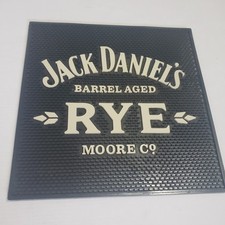 JACK DANIEL'S
BARREL AGED
RYE
MOORE CO